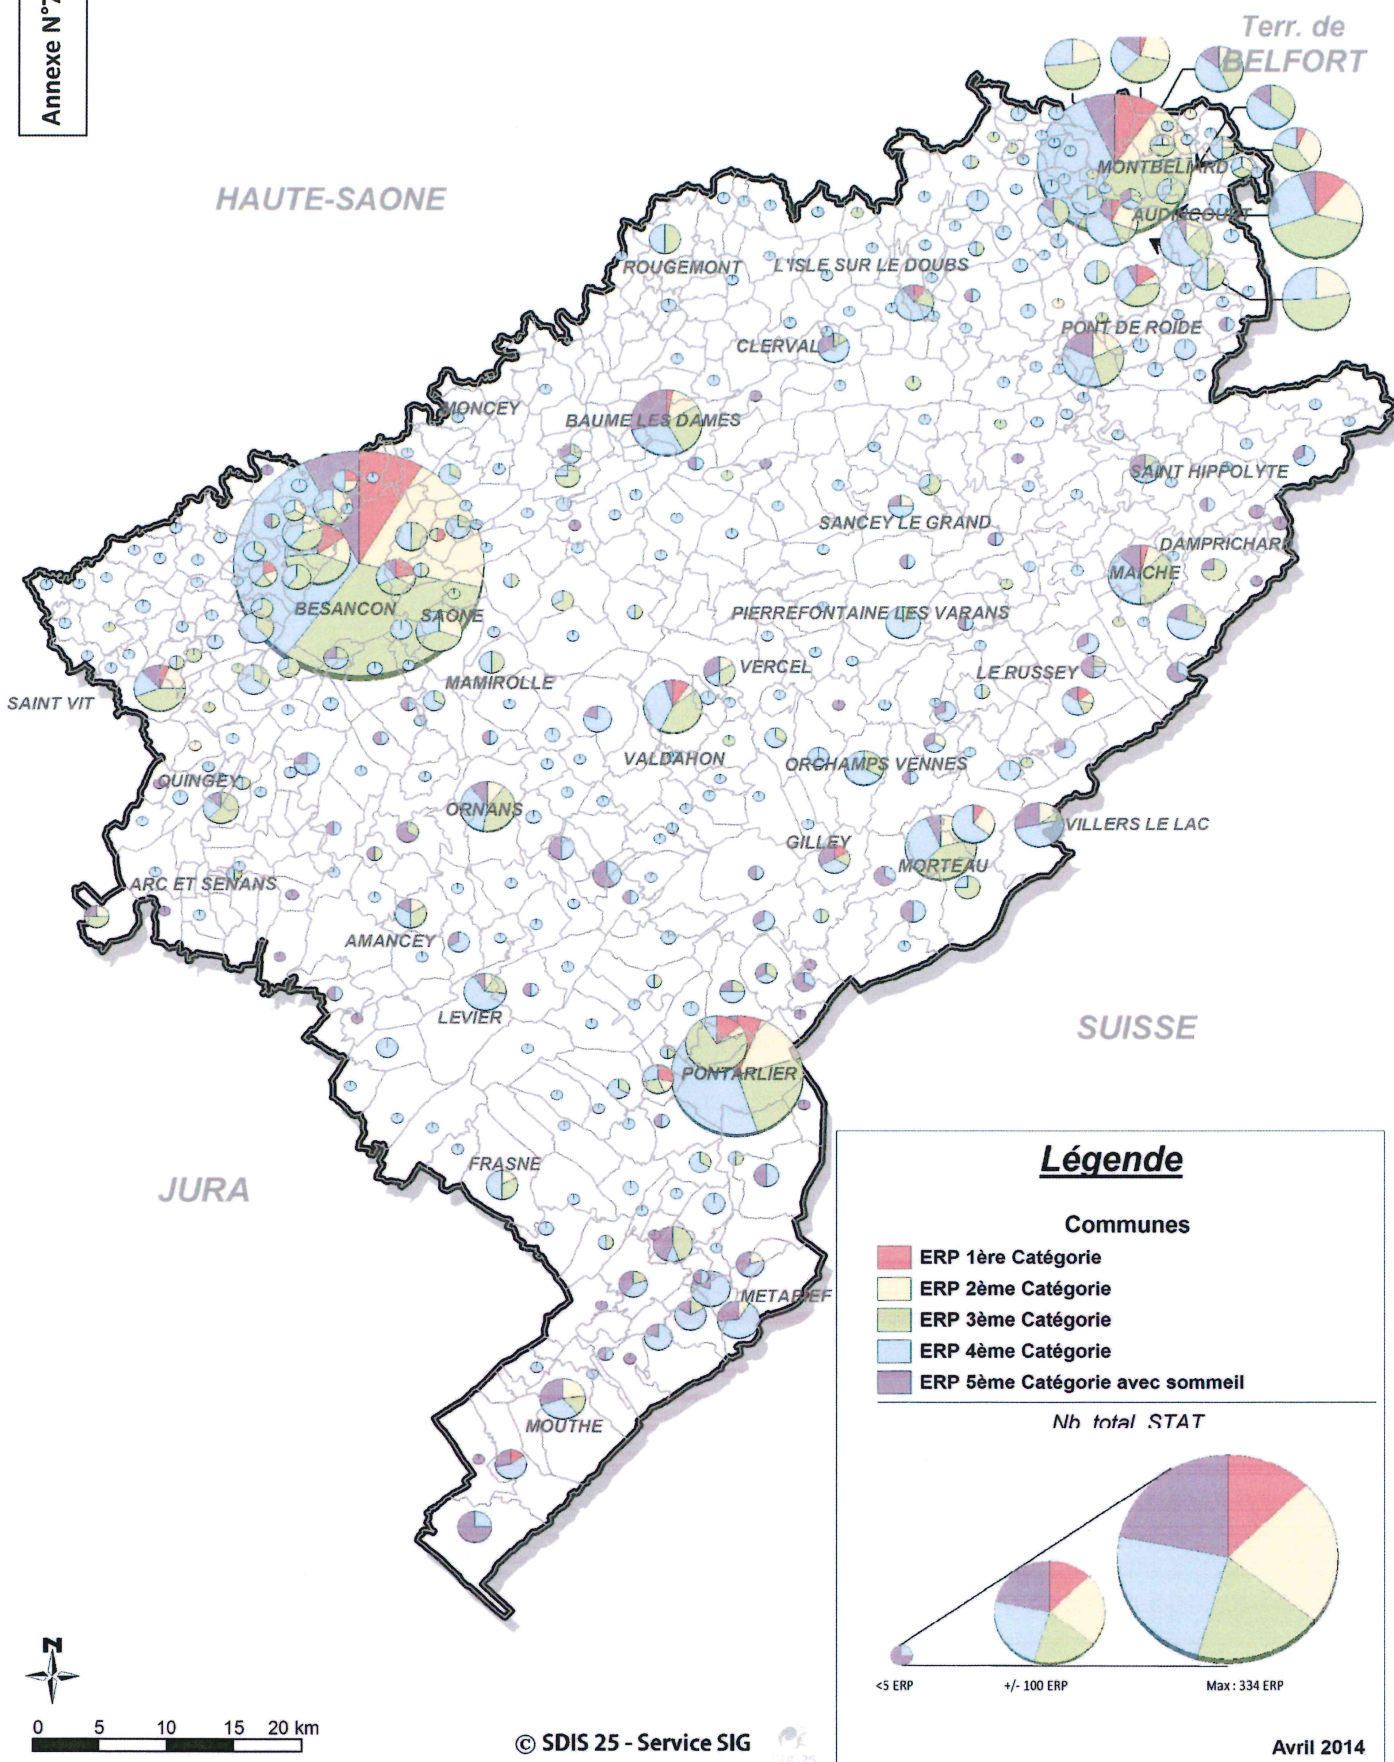 Annexe N°7
Terr. de
BELFORT
HAUTE-SAONE
MONTBELIARD
AUDINCOURT
ROUGEMONT
L'ISLE SUR LE DOUBS
PONT DE ROIDE
CLERVAL
MONCEY
BAUME LES DAMES
SAINT HIPPOLYTE
SANCEY LE GRAND
DAMPRICHARD
MAICHE
BESANCON
SAONE
PIERREFONTAINE LES VARANS
VERCEL
LE RUSSEY
MAMIROLLE
SAINT VIT
VALDAHON
ORCHAMPS VENNES
QUINGEY
ORNANS
VILLERS LE LAC
GILLEY
MORTEAU
ARC ET SENANS
AMANCEY
LEVIER
SUISSE
PONTARLIER
FRASNE
JURA
METABIEF
MOUTHE
Légende
Communes
ERP 1ère Catégorie
ERP 2ème Catégorie
ERP 3ème Catégorie
ERP 4ème Catégorie
ERP 5ème Catégorie avec sommeil
Nb_total_STAT
<5 ERP
+/- 100 ERP
Max : 334 ERP
N
0 5 10 15 20 km
© SDIS 25 - Service SIG
Avril 2014